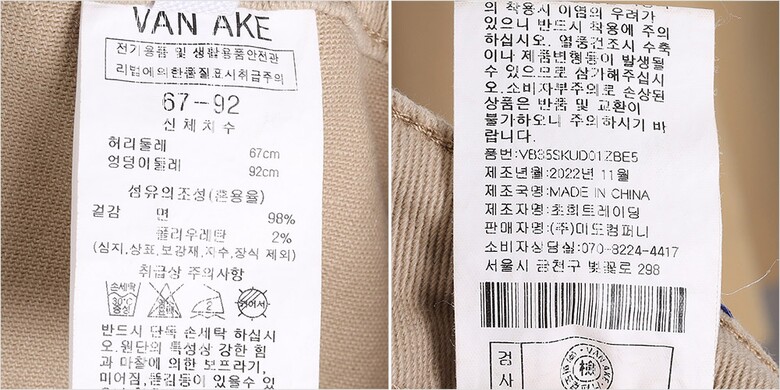 VAN AKE
전기용품 및 생활용품안전관
리법에의한품질표시취급주의
67-92
신체치수
허리둘레 67cm
엉덩이둘레 92cm
섬유의조성(혼용율)
겉감 면 98%
폴리우레탄 2%
(심지,상표,보강재,자수,장식 제외)
취급상 주의사항
손세탁
30℃
중성
2
드라이
반드시 단독 손세탁 하십시
오.원단의 특성상 강한 힘
과 마찰에 의한 보프라기,
미어짐, 뜯김등이 있을수 있
의 착용시 이염의 우려가
있으니 반드시 착용에 주의
하십시오. 열풍건조시 수축
이나 제품변형등이 발생될
수 있으므로 삼가해주십시
오.소비자부주의로 손상된
상품은 반품 및 교환이
불가하오니 주의하시기 바
랍니다.
품번:VB35SKUD01ZBE5
제조년월:2022년 11월
제조국명:MADE IN CHINA
제조자명:초희트레이딩
판매자명:(주)미도컴퍼니
소비자상담실:070-8224-4417
서울시 금천구 벚꽃로 298
검
사
VAN AKE